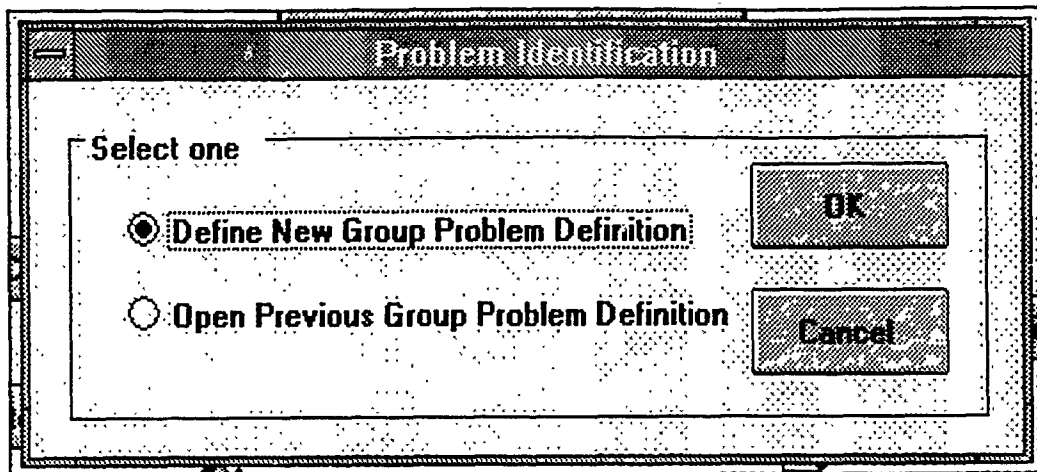 Problem Identification
Select one
Define New Group Problem Definition
OK
Open Previous Group Problem Definition
Cancel